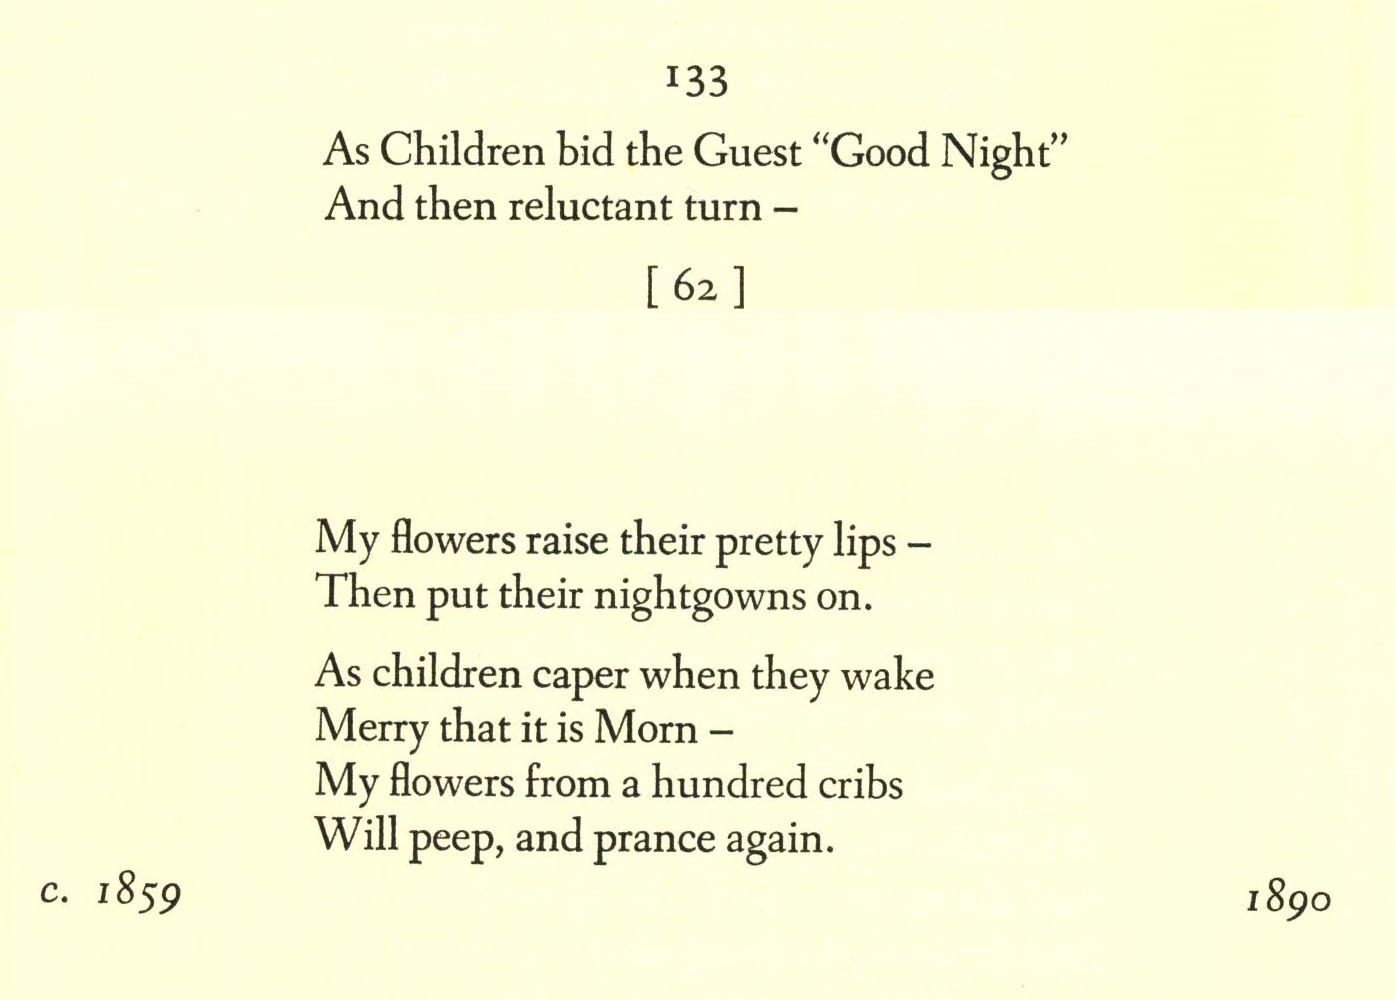 133
As Children bid the Guest “Good Night”
And then reluctant turn –
[ 62 ]
My flowers raise their pretty lips –
Then put their nightgowns on.
As children caper when they wake
Merry that it is Morn –
My flowers from a hundred cribs
Will peep, and prance again.
c. 1859
1890